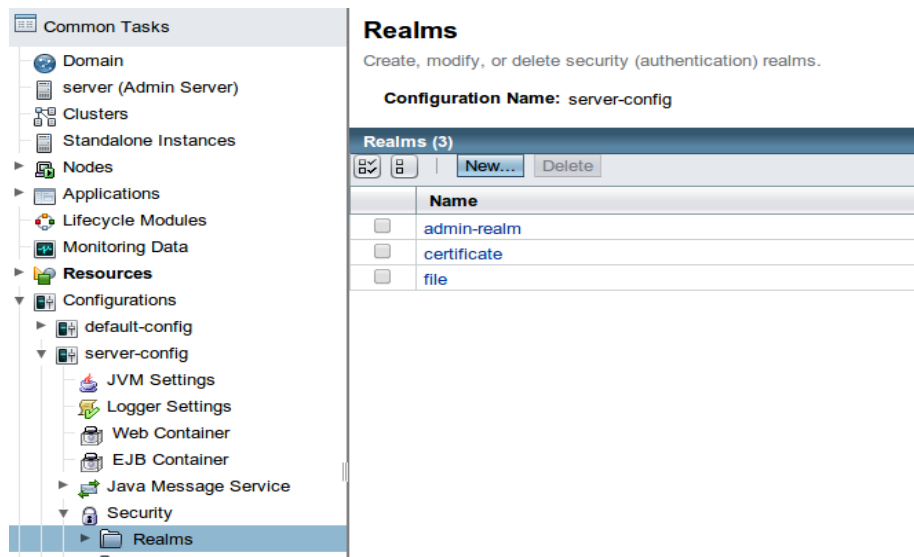 Common Tasks
Domain
server (Admin Server)
Clusters
Standalone Instances
Nodes
Applications
Lifecycle Modules
Monitoring Data
Resources
Configurations
default-config
server-config
JVM Settings
Logger Settings
Web Container
EJB Container
Java Message Service
Security
Realms
Realms
Create, modify, or delete security (authentication) realms.
Configuration Name: server-config
Realms (3)
New... Delete
Name
admin-realm
certificate
file